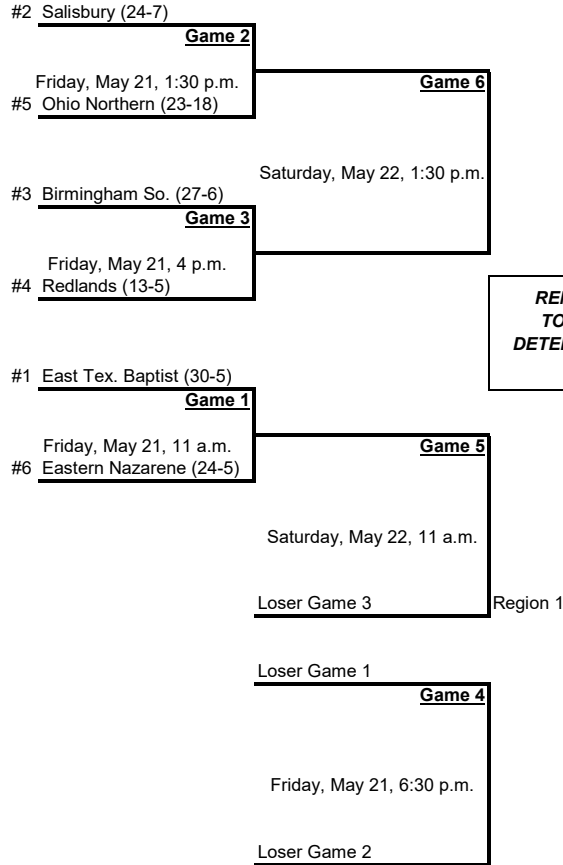 #2 Salisbury (24-7)
Game 2
Friday, May 21, 1:30 p.m.
Game 6
#5 Ohio Northern (23-18)
Saturday, May 22, 1:30 p.m.
#3 Birmingham So. (27-6)
Game 3
Friday, May 21, 4 p.m.
#4 Redlands (13-5)
#1 East Tex. Baptist (30-5)
Game 1
Friday, May 21, 11 a.m.
Game 5
#6 Eastern Nazarene (24-5)
Saturday, May 22, 11 a.m.
Loser Game 3
Region 1
Loser Game 1
Game 4
Friday, May 21, 6:30 p.m.
Loser Game 2